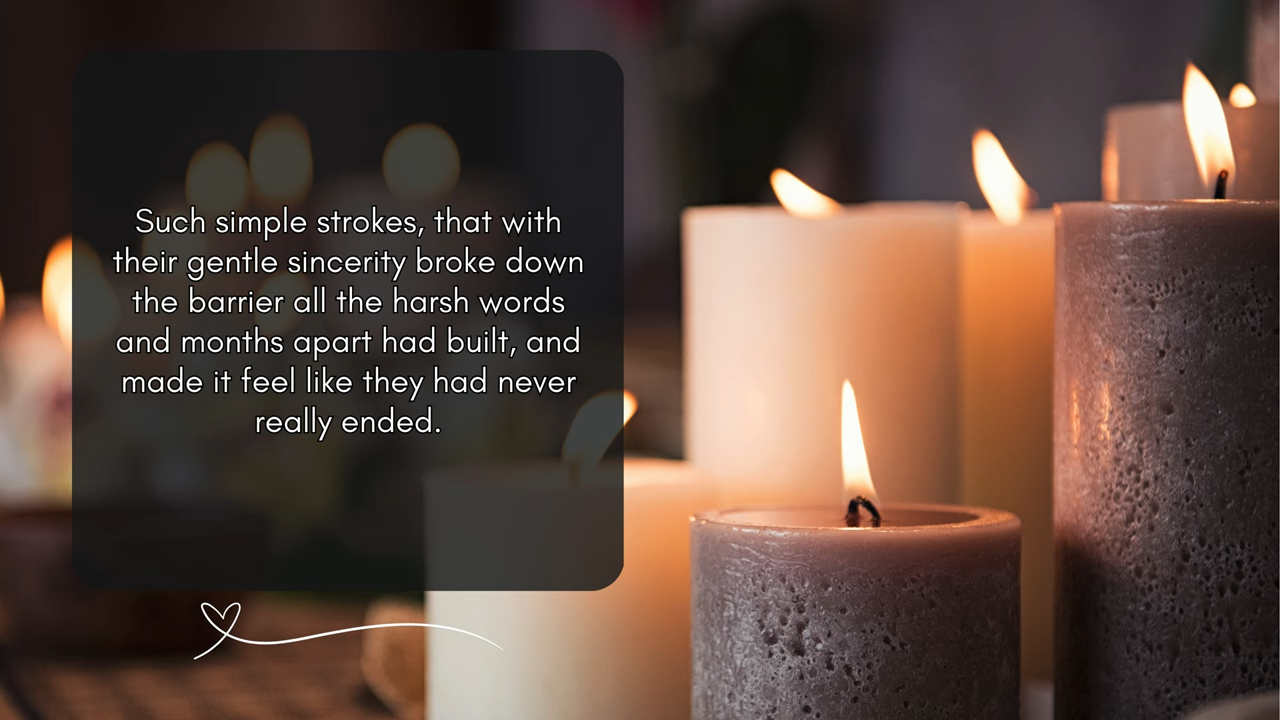 Such simple strokes, that with
their gentle sincerity broke down
the barrier all the harsh words
and months apart had built, and
made it feel like they had never
really ended.